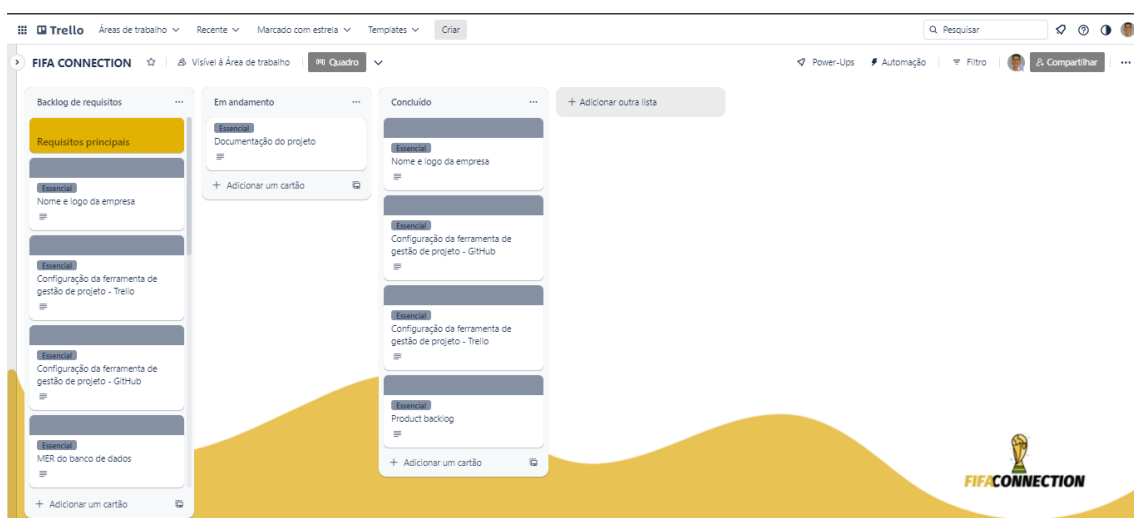 Trello Áreas de trabalho Recente Marcado com estrela Templates Criar Pesquisar
FIFA CONNECTION Visível à Área de trabalho Quadro Power-Ups Automação Filtro Compartilhar
Backlog de requisitos
Requisitos principais
Essencial
Nome e logo da empresa
Essencial
Configuração da ferramenta de
gestão de projeto - Trello
Essencial
Configuração da ferramenta de
gestão de projeto - GitHub
Essencial
MER do banco de dados
+ Adicionar um cartão
Em andamento
Essencial
Documentação do projeto
+ Adicionar um cartão
Concluído
Essencial
Nome e logo da empresa
Essencial
Configuração da ferramenta de
gestão de projeto - GitHub
Essencial
Configuração da ferramenta de
gestão de projeto - Trello
Essencial
Product backlog
+ Adicionar um cartão
+ Adicionar outra lista
FIFACONNECTION